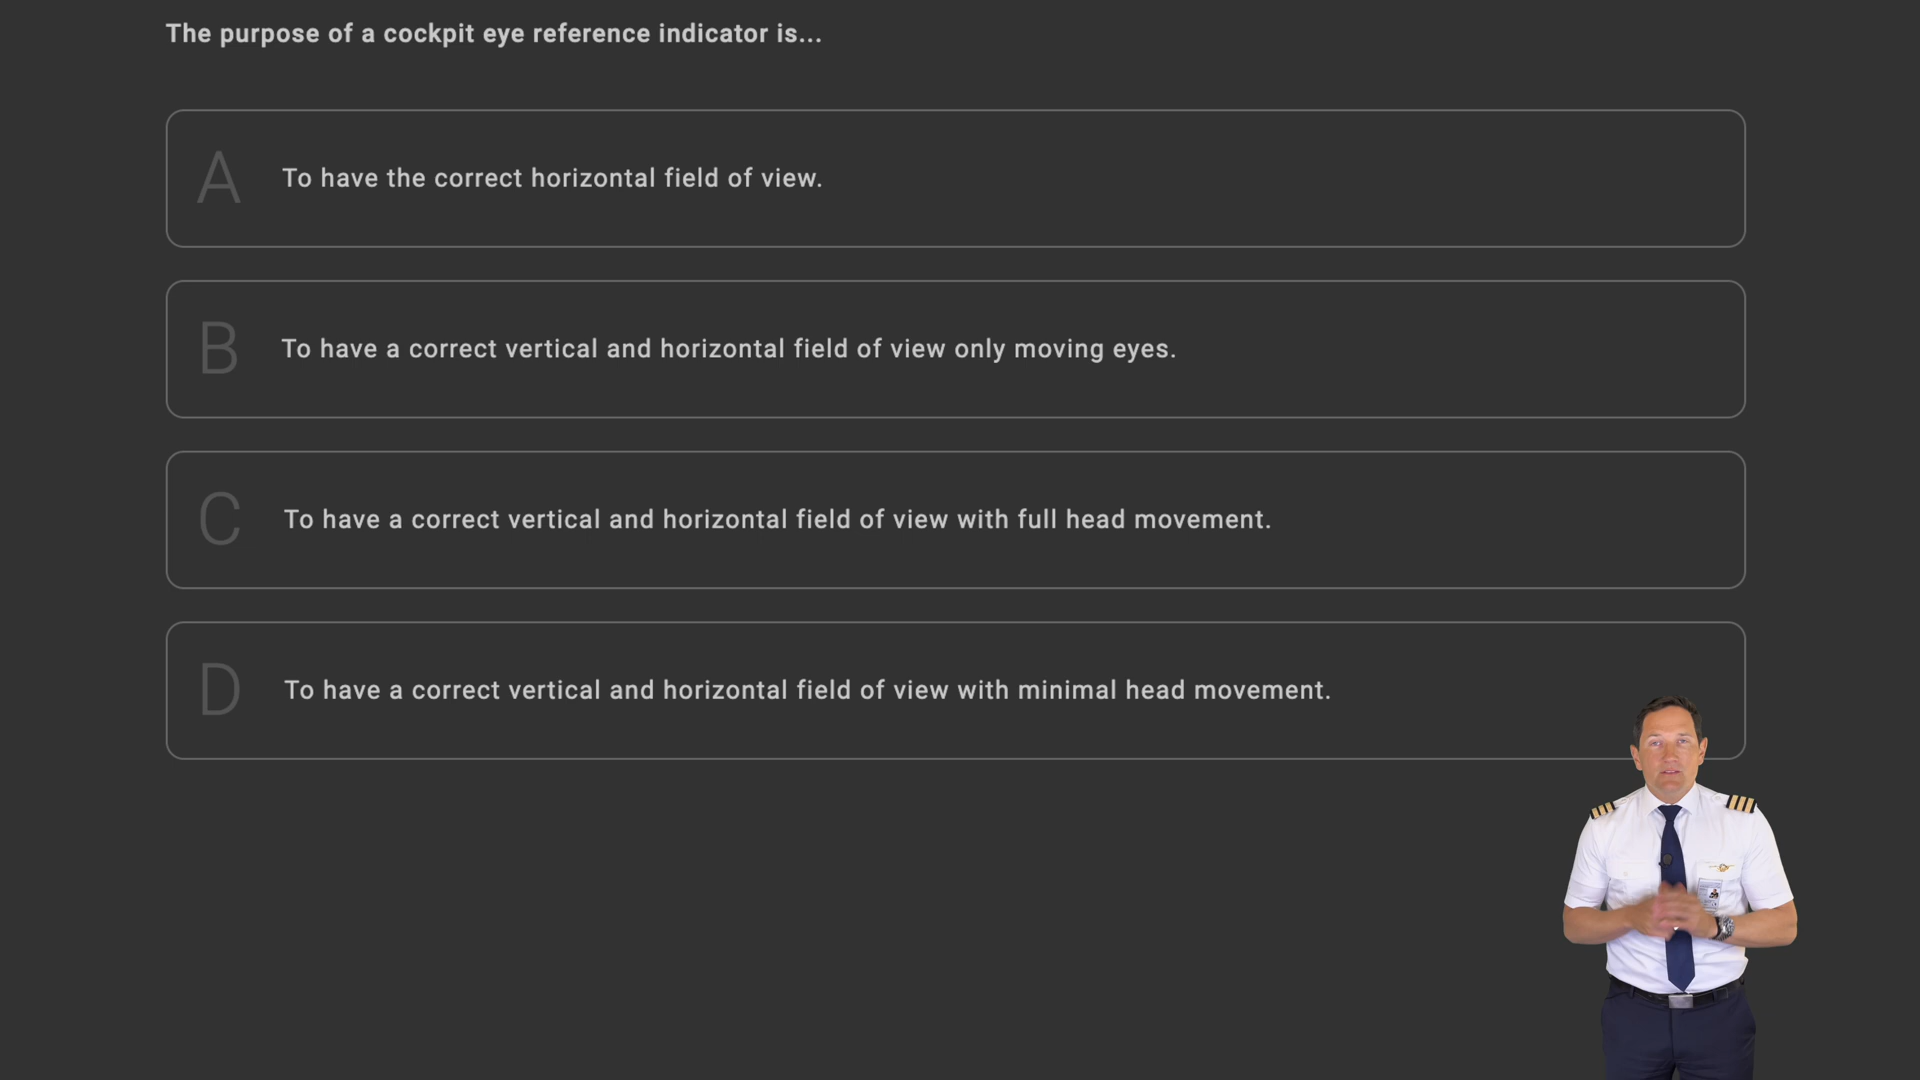 The purpose of a cockpit eye reference indicator is...
A To have the correct horizontal field of view.
B To have a correct vertical and horizontal field of view only moving eyes.
C To have a correct vertical and horizontal field of view with full head movement.
D To have a correct vertical and horizontal field of view with minimal head movement.